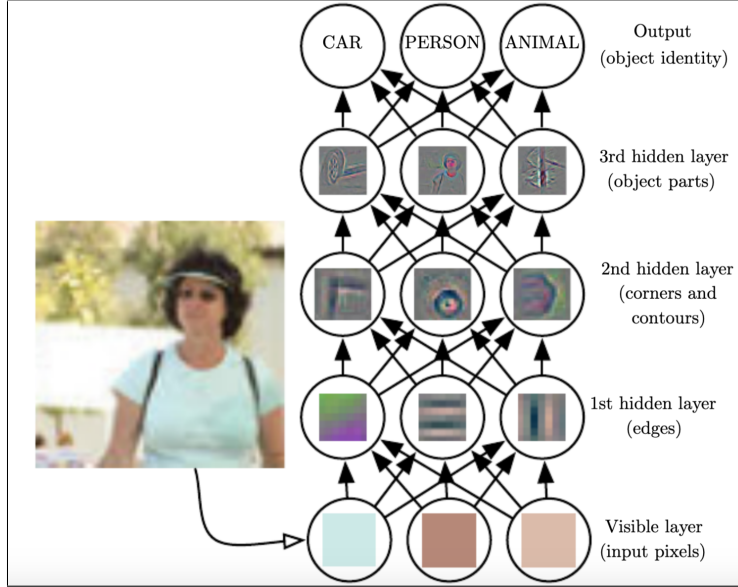 CAR
PERSON
ANIMAL
Output
(object identity)
3rd hidden layer
(object parts)
2nd hidden layer
(corners and
contours)
1st hidden layer
(edges)
Visible layer
(input pixels)